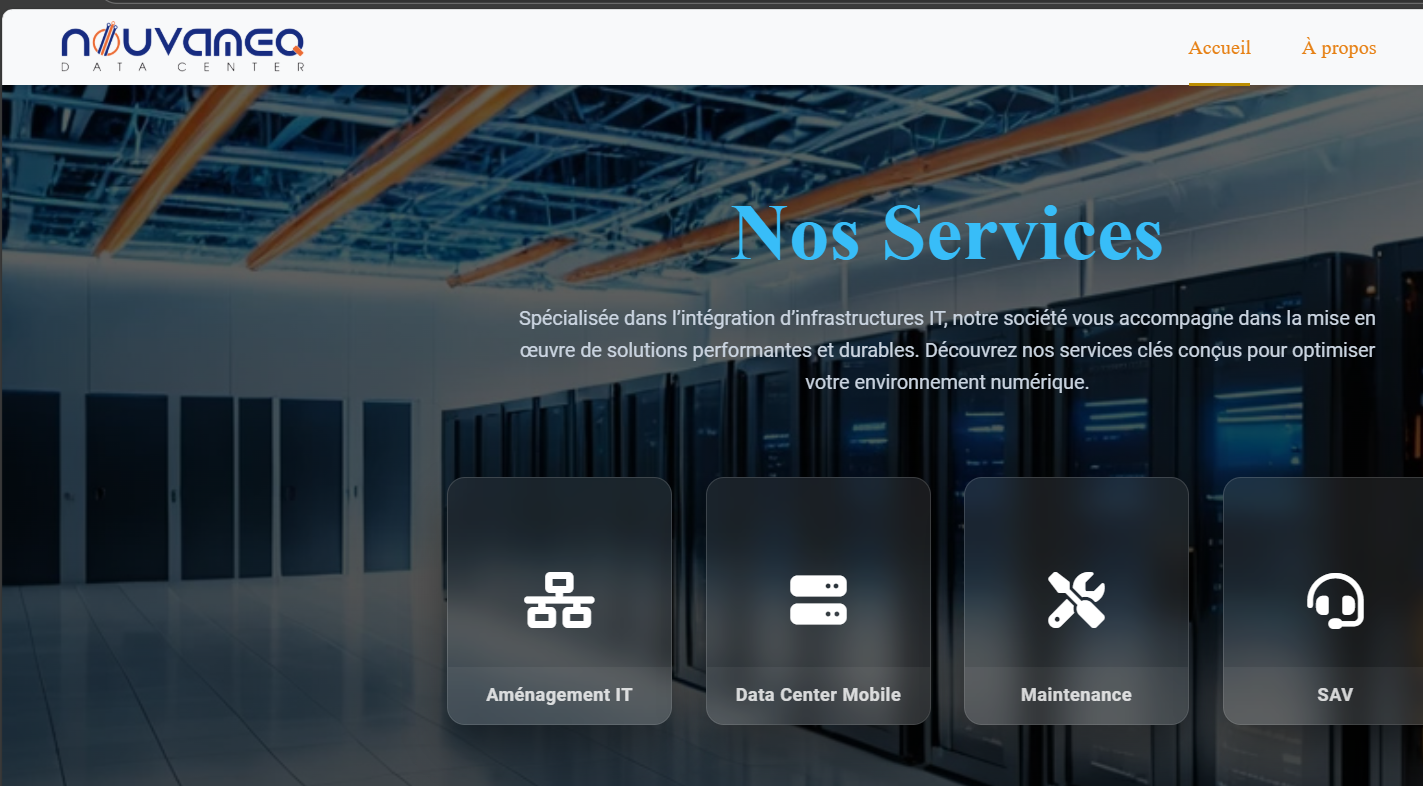 nouvameq
DATA CENTER
Accueil
À propos
Nos Services
Spécialisée dans l’intégration d’infrastructures IT, notre société vous accompagne dans la mise en
œuvre de solutions performantes et durables. Découvrez nos services clés conçus pour optimiser
votre environnement numérique.
Aménagement IT
Data Center Mobile
Maintenance
SAV